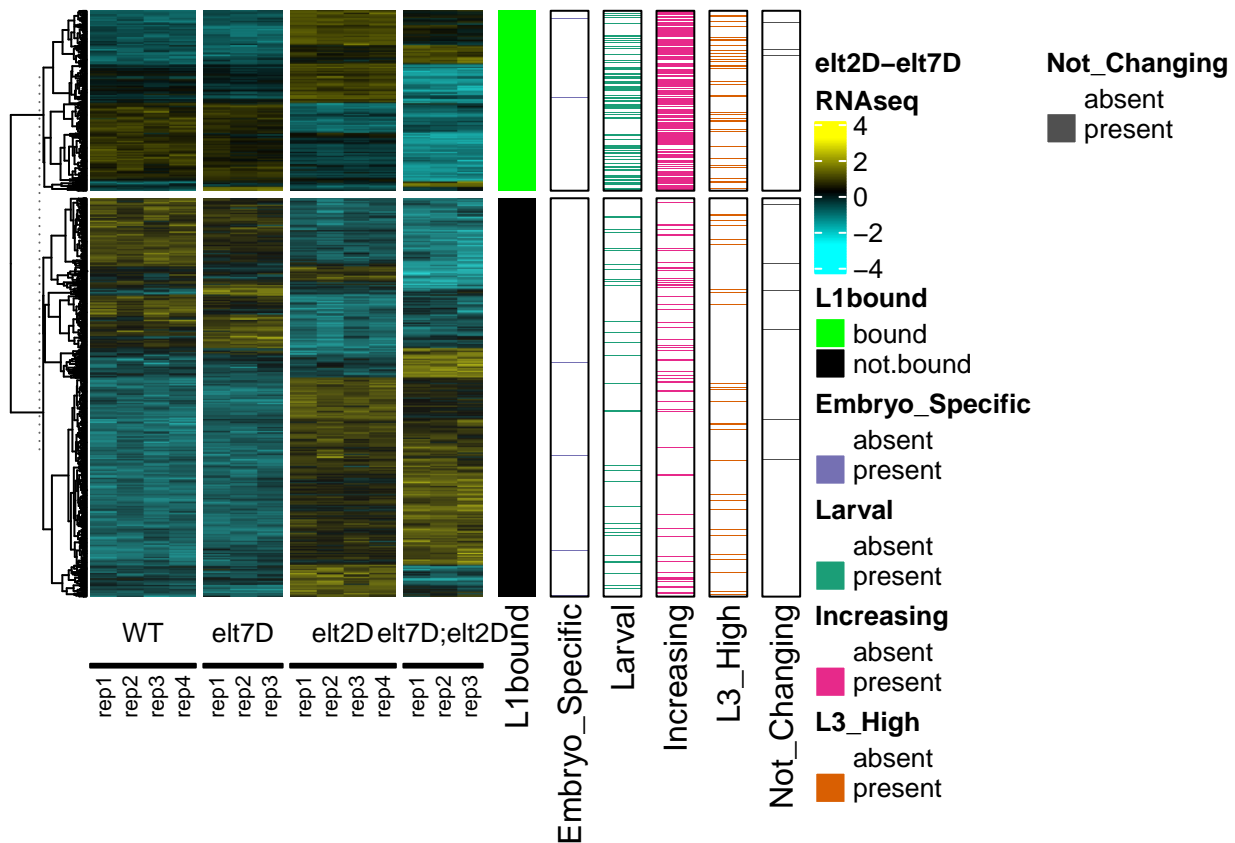 WT
elt7D
elt2D
elt7D;elt2D
rep1
rep2
rep3
rep4
rep1
rep2
rep3
rep1
rep2
rep3
rep4
rep1
rep2
rep3
L1bound
Embryo_Specific
Larval
Increasing
L3_High
Not_Changing
elt2D−elt7D
RNAseq
4
2
0
−2
−4
L1bound
bound
not.bound
Embryo_Specific
absent
present
Larval
absent
present
Increasing
absent
present
L3_High
absent
present
Not_Changing
absent
present